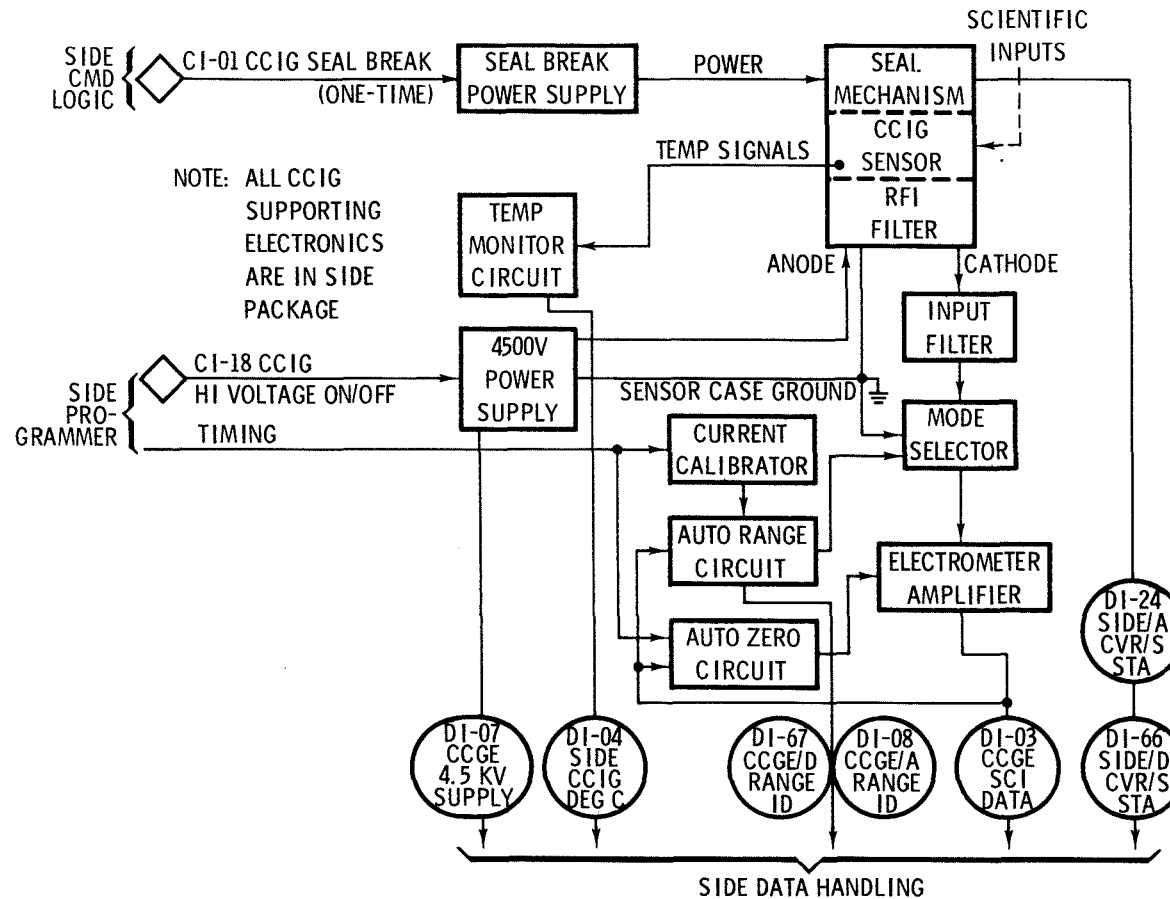 SCIENTIFIC
INPUTS
SIDE
CMD
LOGIC
CI-01 CCIG SEAL BREAK
(ONE-TIME)
SEAL BREAK
POWER SUPPLY
POWER
SEAL
MECHANISM
CCIG
SENSOR
RFI
FILTER
TEMP SIGNALS
NOTE: ALL CCIG
SUPPORTING
ELECTRONICS
ARE IN SIDE
PACKAGE
TEMP
MONITOR
CIRCUIT
ANODE
CATHODE
INPUT
FILTER
SIDE
PRO-
GRAMMER
CI-18 CCIG
HI VOLTAGE ON/OFF
TIMING
4500V
POWER
SUPPLY
SENSOR CASE GROUND
MODE
SELECTOR
CURRENT
CALIBRATOR
AUTO RANGE
CIRCUIT
ELECTROMETER
AMPLIFIER
AUTO ZERO
CIRCUIT
DI-24
SIDE/A
CVR/S
STA
DI-07
CCGE
4.5 KV
SUPPLY
DI-04
SIDE
CCIG
DEG C
DI-67
CCGE/D
RANGE
ID
DI-08
CCGE/A
RANGE
ID
DI-03
CCGE
SCI
DATA
DI-66
SIDE/D
CVR/S
STA
SIDE DATA HANDLING